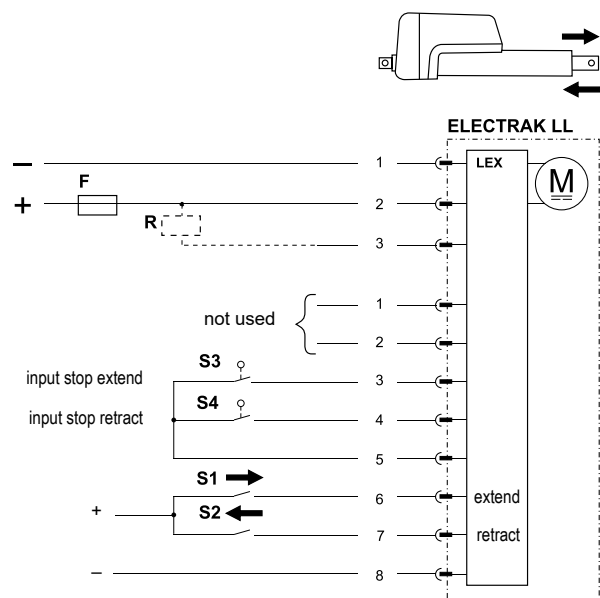 ELECTRAK LL
− 1 LEX
F M
+ 2
R 3
not used 1
2
S3
input stop extend 3
S4
input stop retract 4
5
S1
6 extend
+ S2
7 retract
− 8